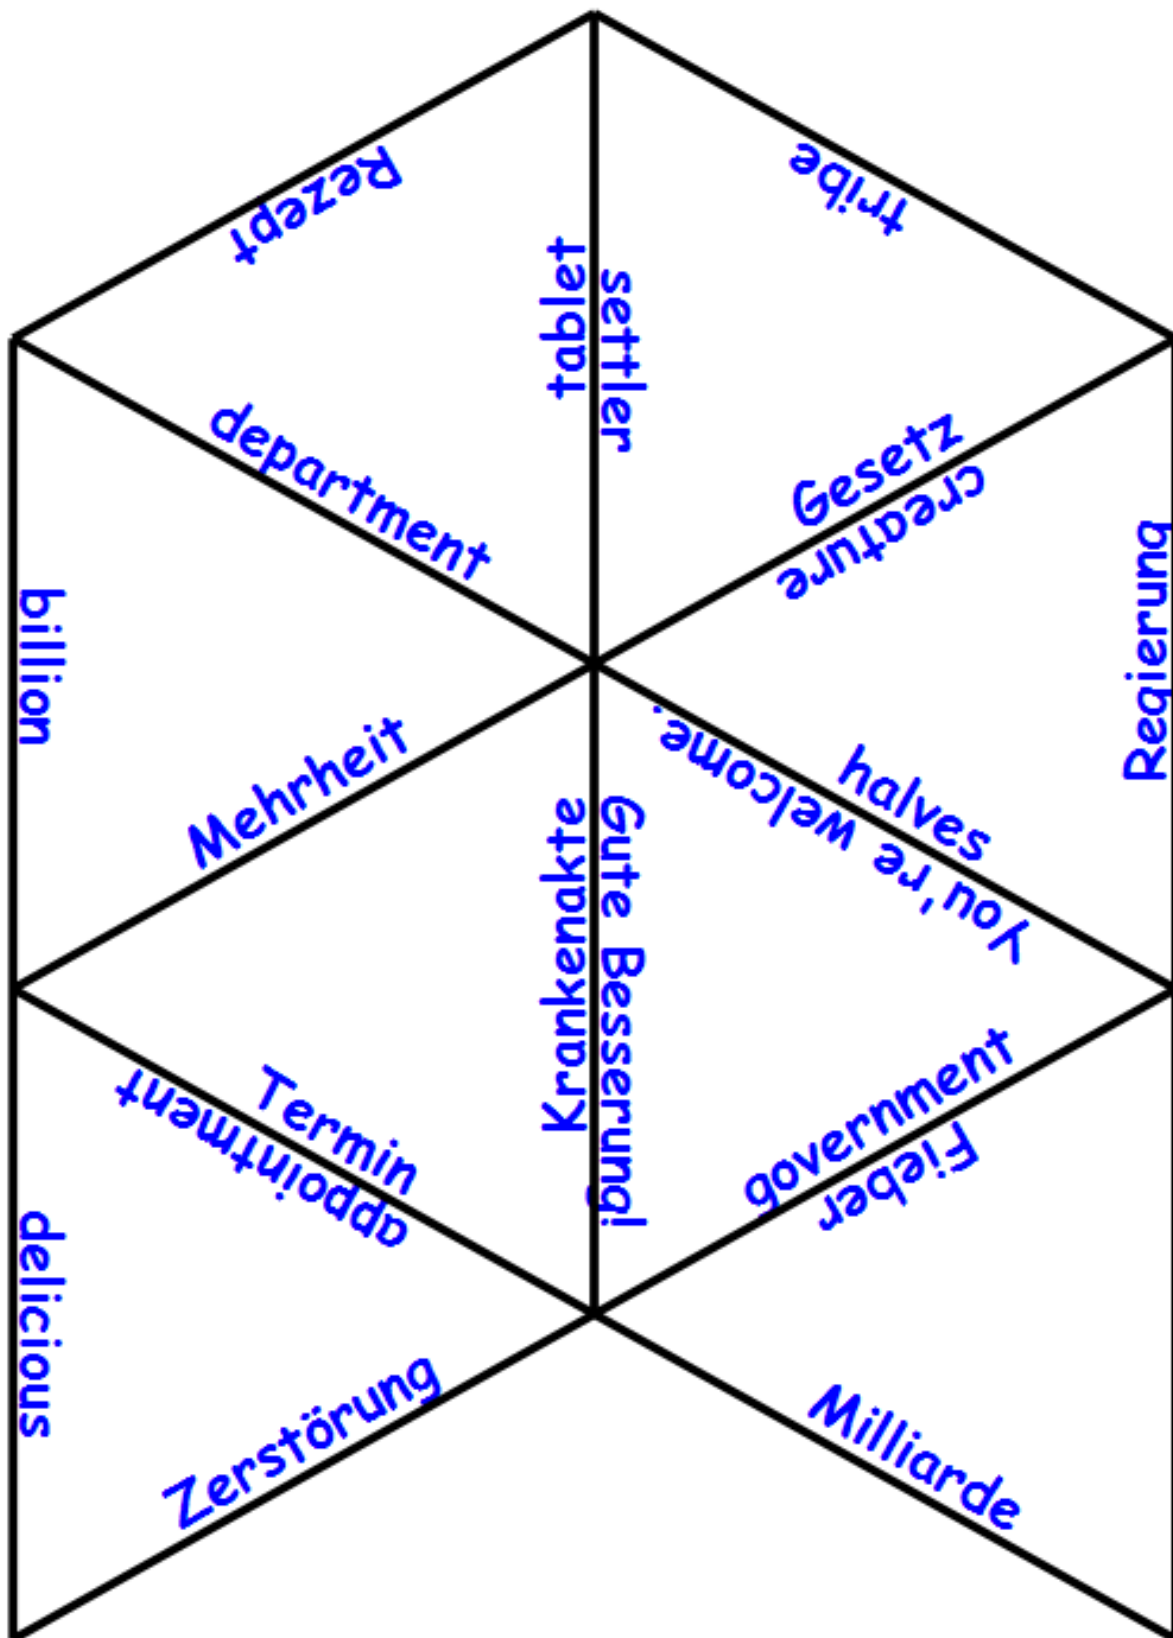 Rezept
tribe
tablet
settler
department
Gesetz
creature
billion
Regierung
Mehrheit
halves
You're welcome.
Krankenakte
Gute Besserung!
Termin
appointment
government
Fieber
delicious
Zerstörung
Milliarde